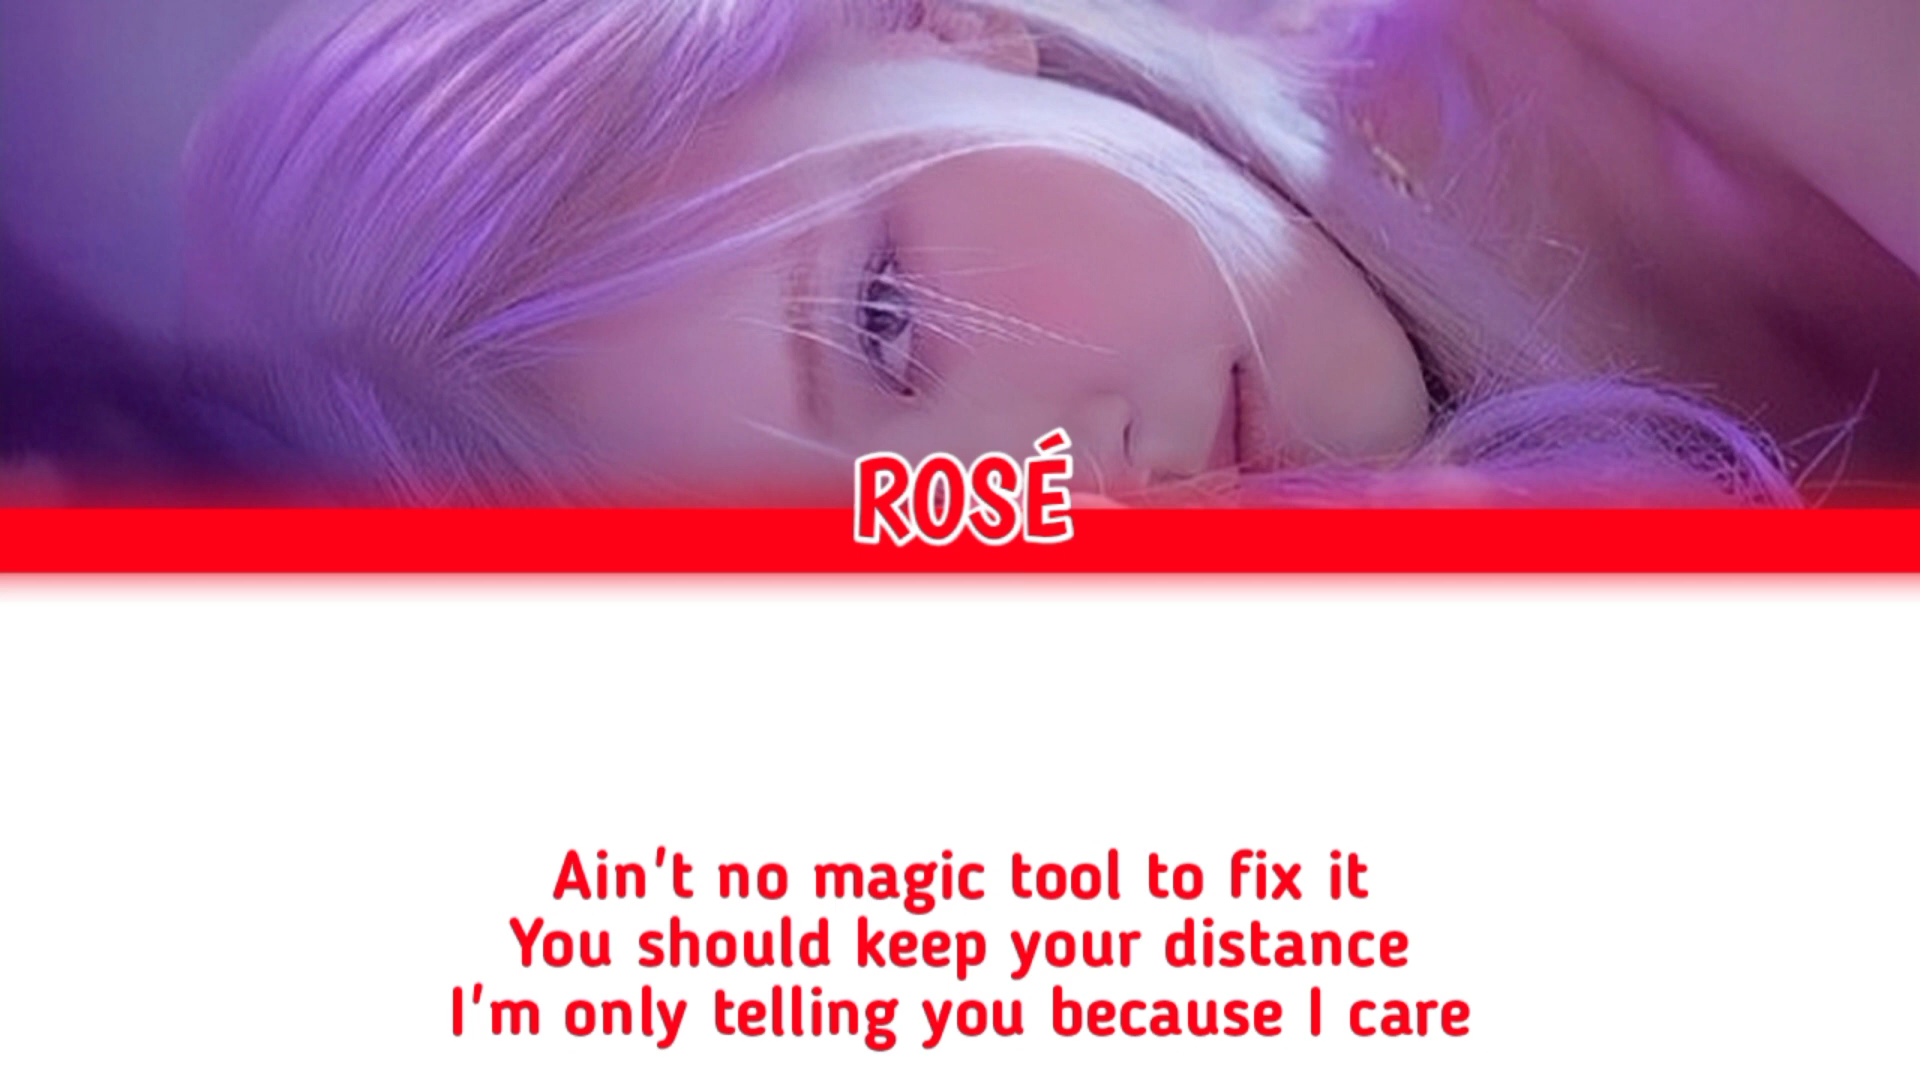 ROSÉ
Ain't no magic tool to fix it
You should keep your distance
I'm only telling you because I care